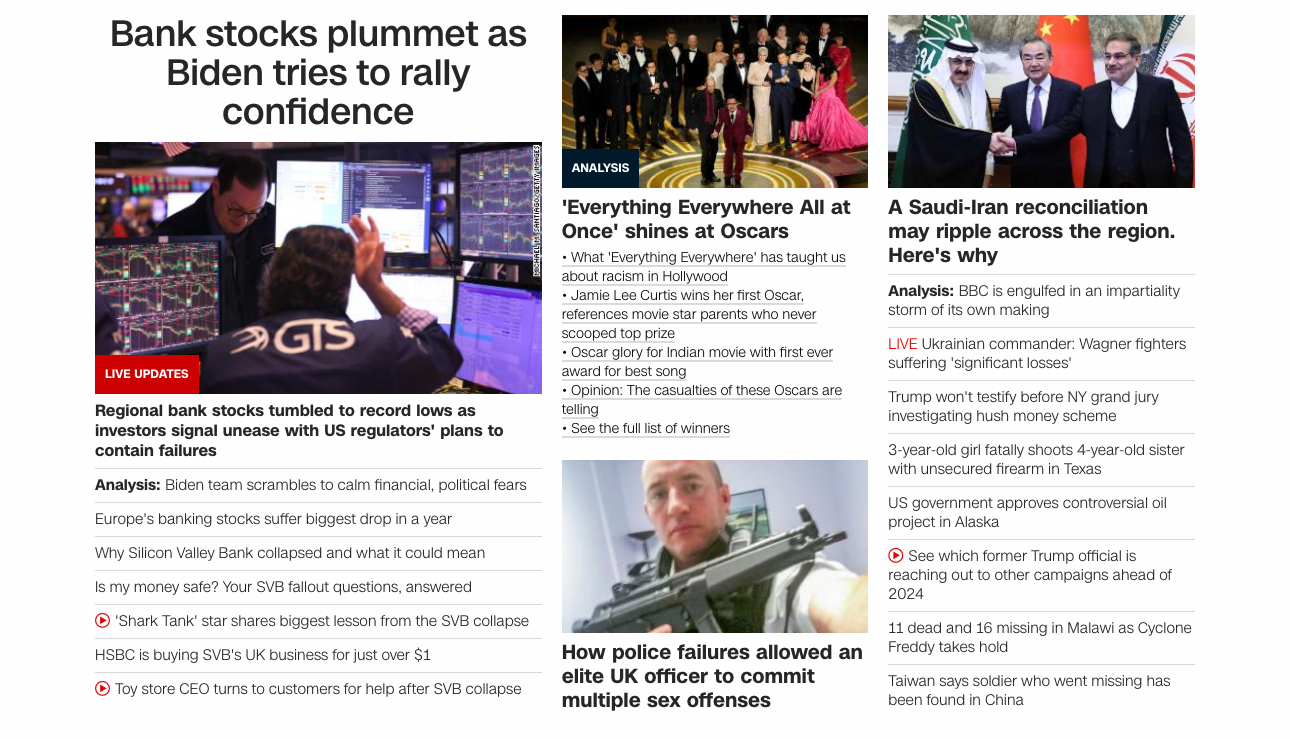 Bank stocks plummet as
Biden tries to rally
confidence
MICHAEL M. SANTIAGO/GETTY IMAGES
GTS
LIVE UPDATES
Regional bank stocks tumbled to record lows as
investors signal unease with US regulators' plans to
contain failures
Analysis: Biden team scrambles to calm financial, political fears
Europe's banking stocks suffer biggest drop in a year
Why Silicon Valley Bank collapsed and what it could mean
Is my money safe? Your SVB fallout questions, answered
'Shark Tank' star shares biggest lesson from the SVB collapse
HSBC is buying SVB's UK business for just over $1
Toy store CEO turns to customers for help after SVB collapse
ANALYSIS
'Everything Everywhere All at
Once' shines at Oscars
• What 'Everything Everywhere' has taught us
about racism in Hollywood
• Jamie Lee Curtis wins her first Oscar,
references movie star parents who never
scooped top prize
• Oscar glory for Indian movie with first ever
award for best song
• Opinion: The casualties of these Oscars are
telling
• See the full list of winners
How police failures allowed an
elite UK officer to commit
multiple sex offenses
A Saudi-Iran reconciliation
may ripple across the region.
Here's why
Analysis: BBC is engulfed in an impartiality
storm of its own making
LIVE Ukrainian commander: Wagner fighters
suffering 'significant losses'
Trump won't testify before NY grand jury
investigating hush money scheme
3-year-old girl fatally shoots 4-year-old sister
with unsecured firearm in Texas
US government approves controversial oil
project in Alaska
See which former Trump official is
reaching out to other campaigns ahead of
2024
11 dead and 16 missing in Malawi as Cyclone
Freddy takes hold
Taiwan says soldier who went missing has
been found in China